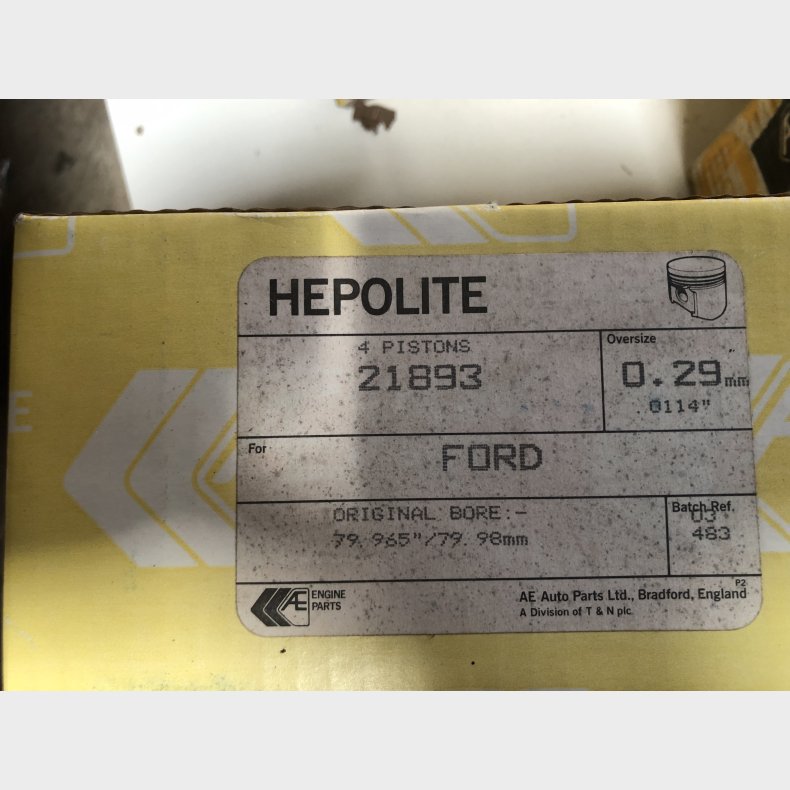 HEPOLITE
4 PISTONS
21893
Oversize
0.29mm
.0114"
For
FORD
ORIGINAL BORE:-
79.965"/79.98mm
Batch Ref.
03
483
AE
ENGINE
PARTS
P2
AE Auto Parts Ltd., Bradford, England
A Division of T & N plc.